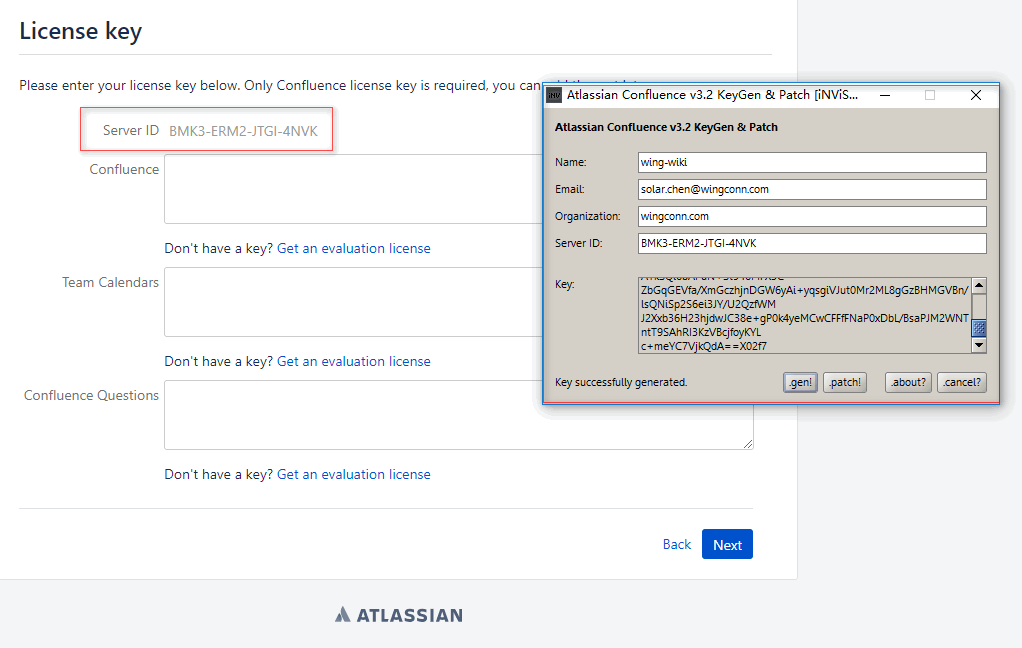 License key
Please enter your license key below. Only Confluence license key is required, you can
Server ID BMK3-ERM2-JTGI-4NVK
Confluence
Don't have a key? Get an evaluation license
Team Calendars
Don't have a key? Get an evaluation license
Confluence Questions
Don't have a key? Get an evaluation license
Back Next
ATLASSIAN
iNV Atlassian Confluence v3.2 KeyGen & Patch [iNViS...
Atlassian Confluence v3.2 KeyGen & Patch
Name: wing-wiki
Email: solar.chen@wingconn.com
Organization: wingconn.com
Server ID: BMK3-ERM2-JTGI-4NVK
Key:
ZbGqGEVfa/XmGczhjnDGW6yAi+yqsgiVJut0Mr2ML8gGzBHMGVBn/
lsQNiSp2S6ei3JY/U2QzfWM
J2Xxb36H23hjdwJC38e+gP0k4yeMCwCFFfFNaP0xDbL/BsaPJM2WNT
ntT9SAhRI3KzVBcjfoyKYL
c+meYC7VjkQdA==X02f7
Key successfully generated.
.gen! .patch! .about? .cancel?